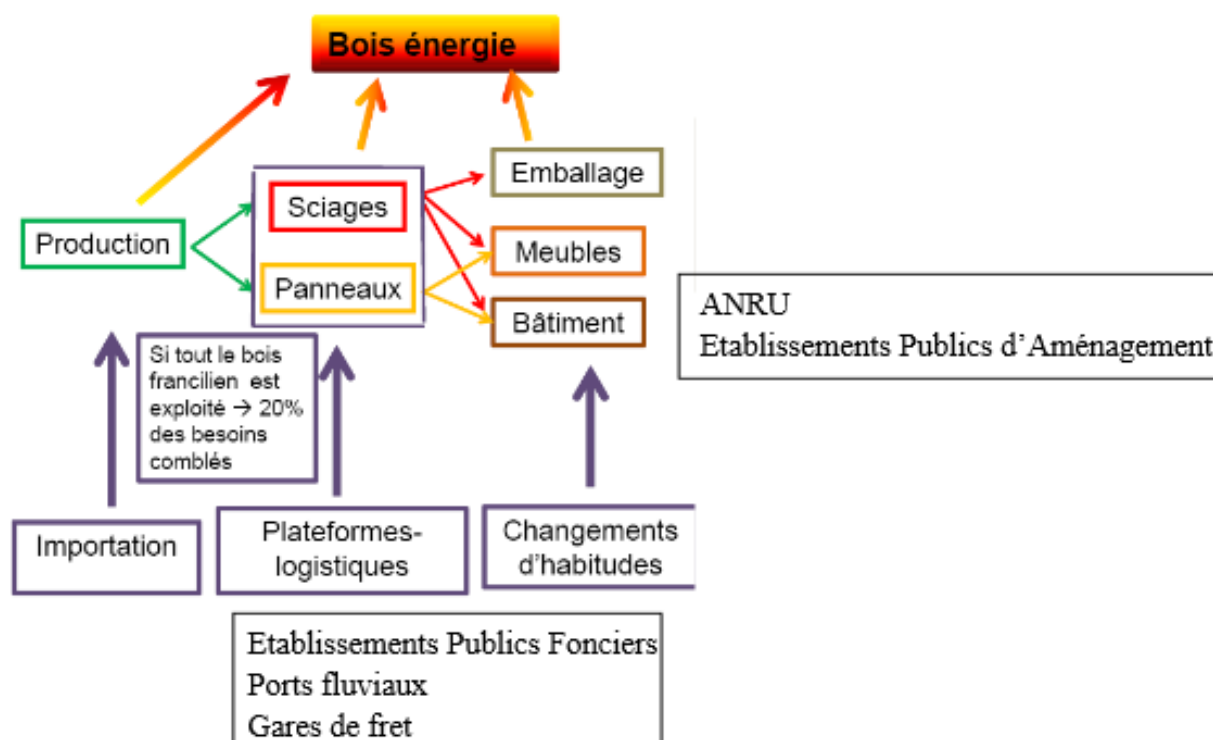 Bois énergie
Emballage
Sciages
Production
Meubles
Panneaux
Bâtiment
ANRU
Etablissements Publics d’Aménagement
Si tout le bois
francilien est
exploité → 20%
des besoins
comblés
Importation
Plateformes-
logistiques
Changements
d’habitudes
Etablissements Publics Fonciers
Ports fluviaux
Gares de fret